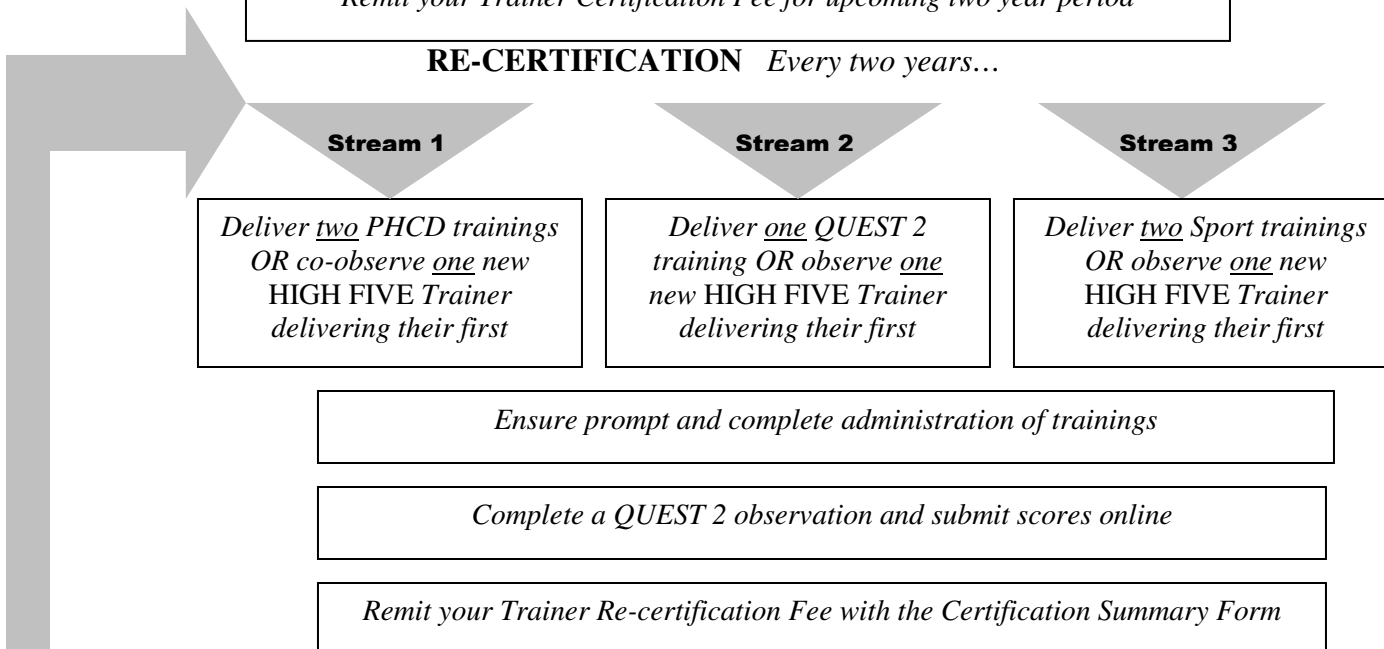 Remit your Trainer Certification Fee for upcoming two year period
RE-CERTIFICATION Every two years…
Stream 1
Stream 2
Stream 3
Deliver two PHCD trainings
OR co-observe one new
HIGH FIVE Trainer
delivering their first
Deliver one QUEST 2
training OR observe one
new HIGH FIVE Trainer
delivering their first
Deliver two Sport trainings
OR observe one new
HIGH FIVE Trainer
delivering their first
Ensure prompt and complete administration of trainings
Complete a QUEST 2 observation and submit scores online
Remit your Trainer Re-certification Fee with the Certification Summary Form